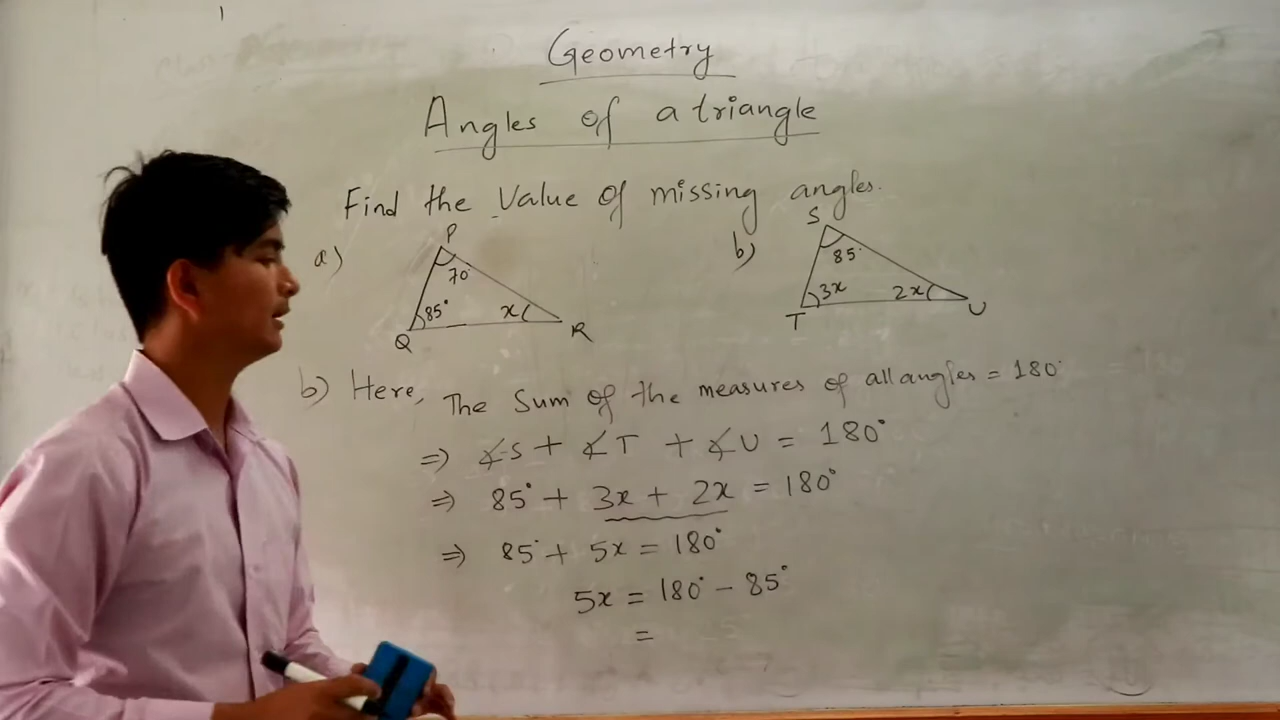 Geometry
Angles of a triangle
Find the Value of missing angles.
a)
P
70°
85°
x
Q
R
b)
S
85°
3x
2x
T
U
b) Here, The Sum of the measures of all angles = 180°
⇒ ∡S + ∡T + ∡U = 180°
⇒ 85° + 3x + 2x = 180°
⇒ 85° + 5x = 180°
5x = 180° - 85°
=